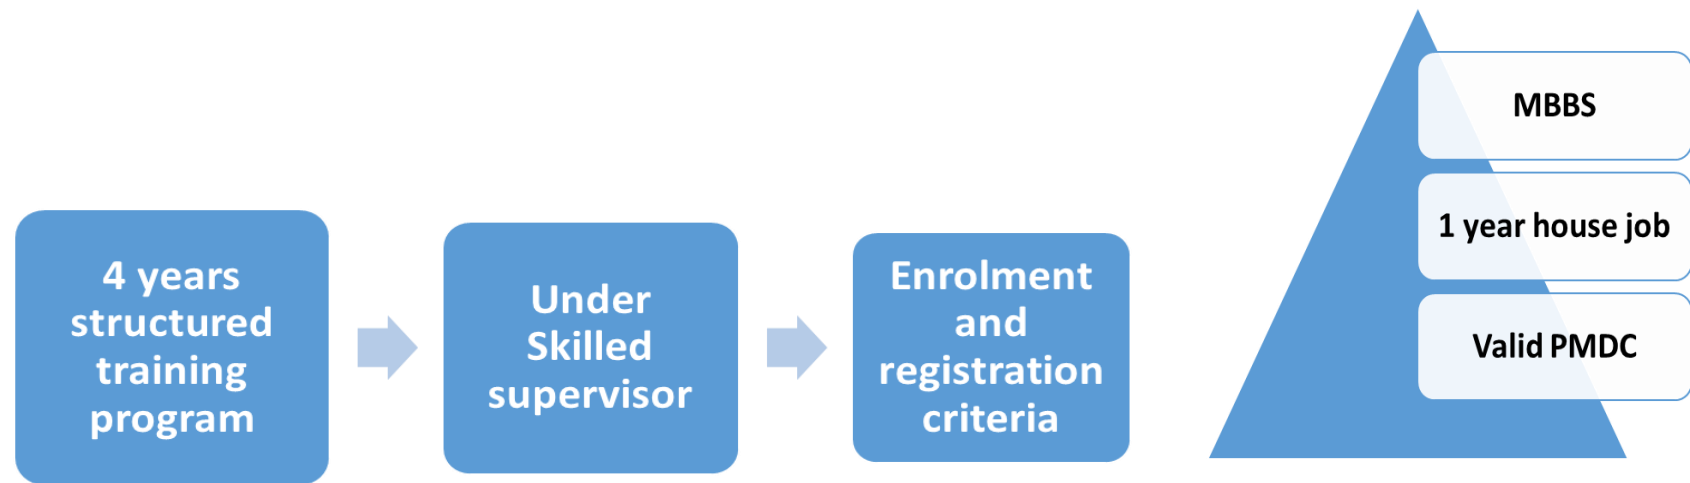 4 years
structured
training
program
Under
Skilled
supervisor
Enrolment
and
registration
criteria
MBBS
1 year house job
Valid PMDC